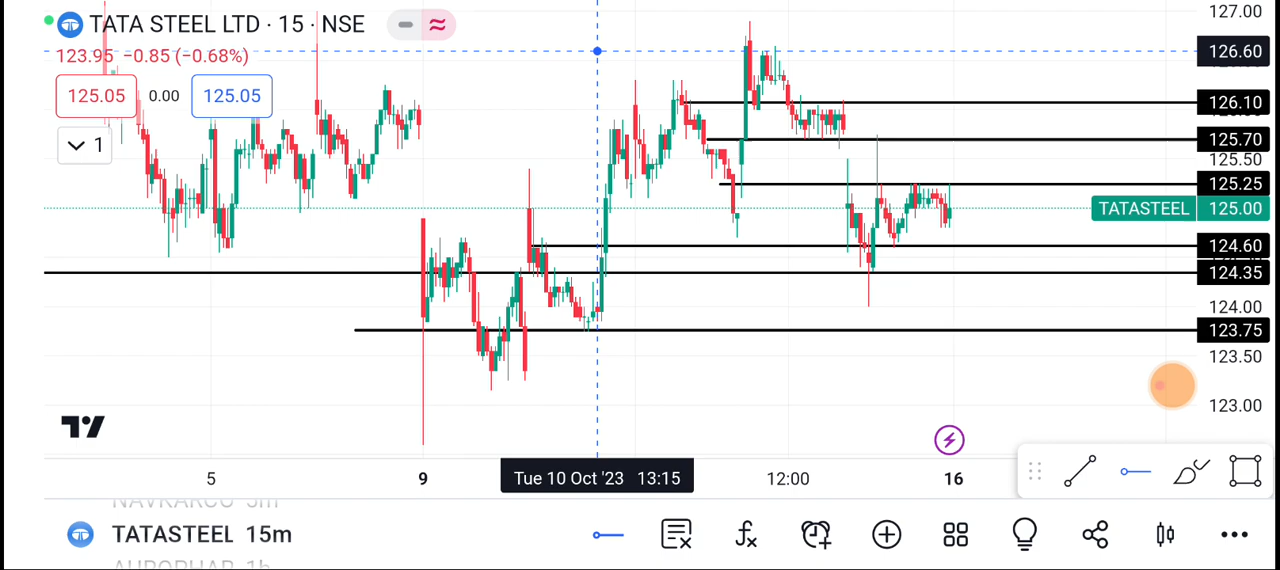 127.00
TATA STEEL LTD · 15 · NSE
123.95 −0.85 (−0.68%)
126.60
125.05 0.00 125.05
126.10
1
125.70
125.50
125.25
TATASTEEL 125.00
124.60
124.35
124.00
123.75
123.50
123.00
5 9 Tue 10 Oct '23 13:15 12:00 16
NAVKARCO 3m
TATASTEEL 15m